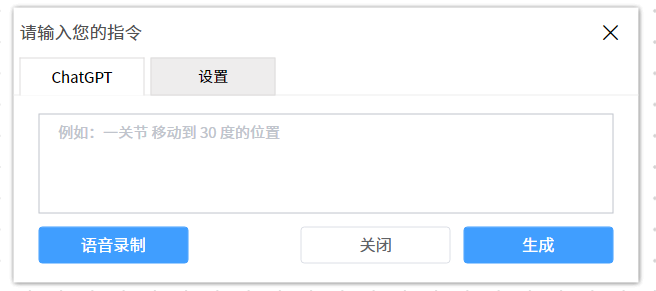 请输入您的指令
ChatGPT 设置
例如：一关节 移动到 30 度的位置
语音录制 关闭 生成